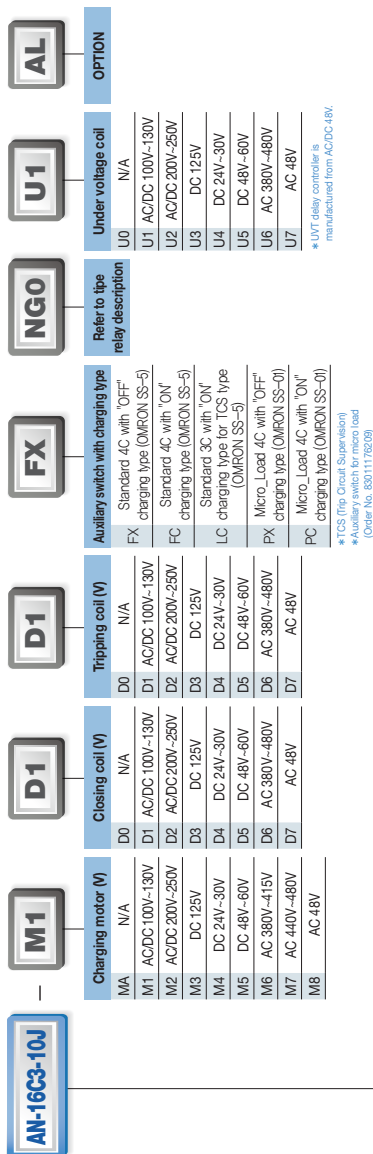 AN-16C3-10J — M1 D1 D1 FX NGO U1 AL
Charging motor (V)
MA N/A
M1 AC/DC 100V~130V
M2 AC/DC 200V~250V
M3 DC 125V
M4 DC 24V~30V
M5 DC 48V~60V
M6 AC 380V~415V
M7 AC 440V~480V
M8 AC 48V
Closing coil (V)
D0 N/A
D1 AC/DC 100V~130V
D2 AC/DC 200V~250V
D3 DC 125V
D4 DC 24V~30V
D5 DC 48V~60V
D6 AC 380V~480V
D7 AC 48V
Tripping coil (V)
D0 N/A
D1 AC/DC 100V~130V
D2 AC/DC 200V~250V
D3 DC 125V
D4 DC 24V~30V
D5 DC 48V~60V
D6 AC 380V~480V
D7 AC 48V
Auxiliary switch with charging type
FX Standard 4C with "OFF"
charging type (OMRON SS-5)
FC Standard 4C with "ON"
charging type (OMRON SS-5)
LC Standard 3C with "ON"
charging type for TCS type
(OMRON SS-5)
PX Micro_Load 4C with "OFF"
charging type (OMRON SS-01)
PC Micro_Load 4C with "ON"
charging type (OMRON SS-01)
*TCS (Trip Circuit Supervision)
*Auxiliary switch for micro load
(Order No. 83011176209)
Refer to tipe
relay description
Under voltage coil
U0 N/A
U1 AC/DC 100V~130V
U2 AC/DC 200V~250V
U3 DC 125V
U4 DC 24V~30V
U5 DC 48V~60V
U6 AC 380V~480V
U7 AC 48V
* UVT delay controller is
manufactured from AC/DC 48V.
OPTION